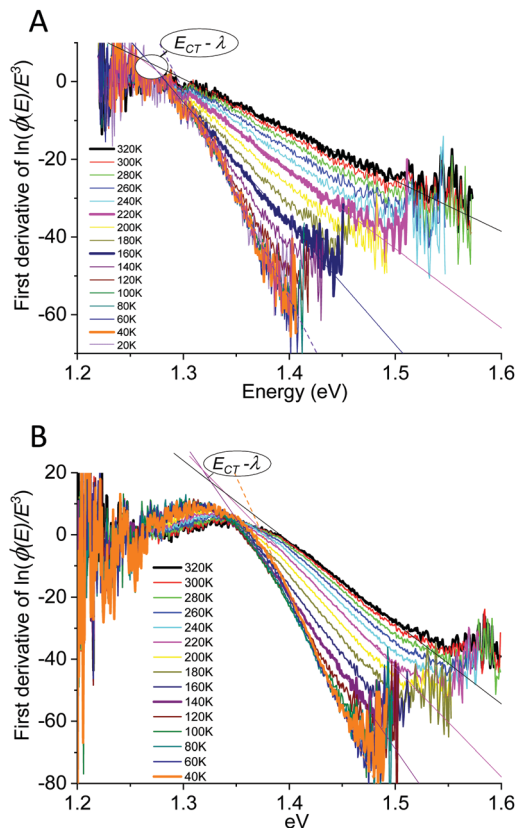 A
E_CT - λ
First derivative of ln(ϕ(E)/E³)
0
-20
-40
-60
320K
300K
280K
260K
240K
220K
200K
180K
160K
140K
120K
100K
80K
60K
40K
20K
1.2 1.3 1.4 1.5 1.6
Energy (eV)
B
E_CT -λ
First derivative of ln(ϕ(E)/E³)
20
0
-20
-40
-60
-80
320K
300K
280K
260K
240K
220K
200K
180K
160K
140K
120K
100K
80K
60K
40K
1.2 1.3 1.4 1.5 1.6
eV